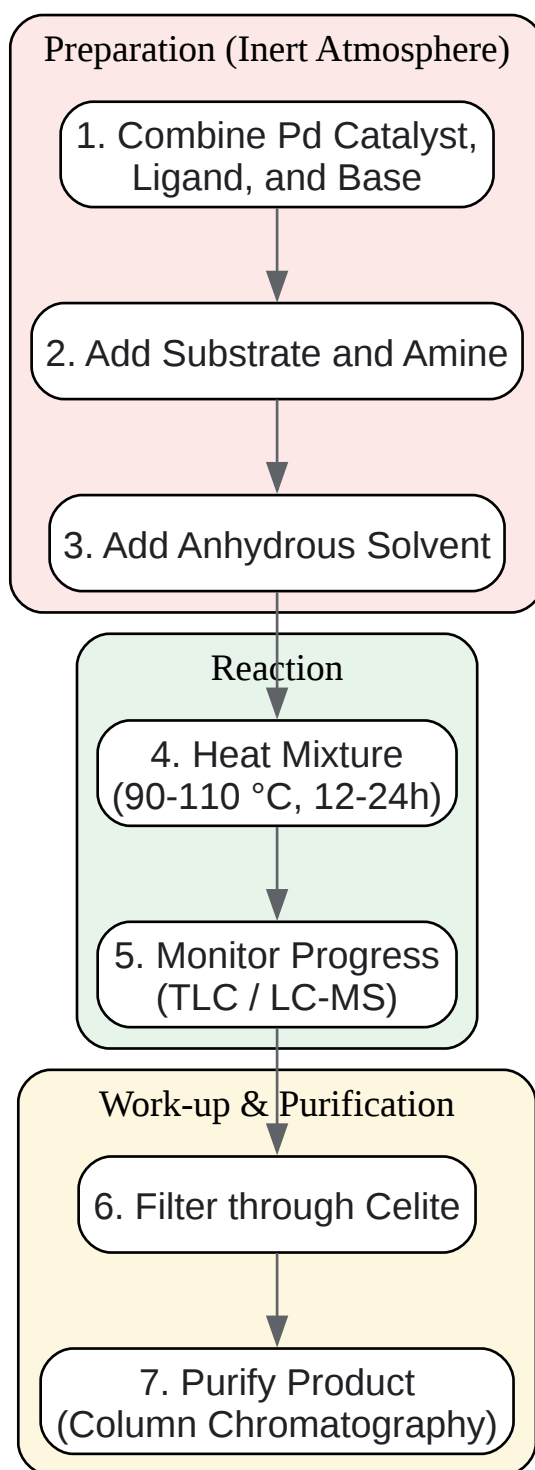 Preparation (Inert Atmosphere)
1. Combine Pd Catalyst,
Ligand, and Base
2. Add Substrate and Amine
3. Add Anhydrous Solvent
Reaction
4. Heat Mixture
(90-110 °C, 12-24h)
5. Monitor Progress
(TLC / LC-MS)
Work-up & Purification
6. Filter through Celite
7. Purify Product
(Column Chromatography)